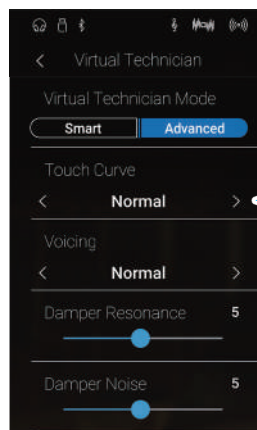 Virtual Technician
Virtual Technician Mode
Smart Advanced
Touch Curve
Normal
Voicing
Normal
Damper Resonance 5
Damper Noise 5